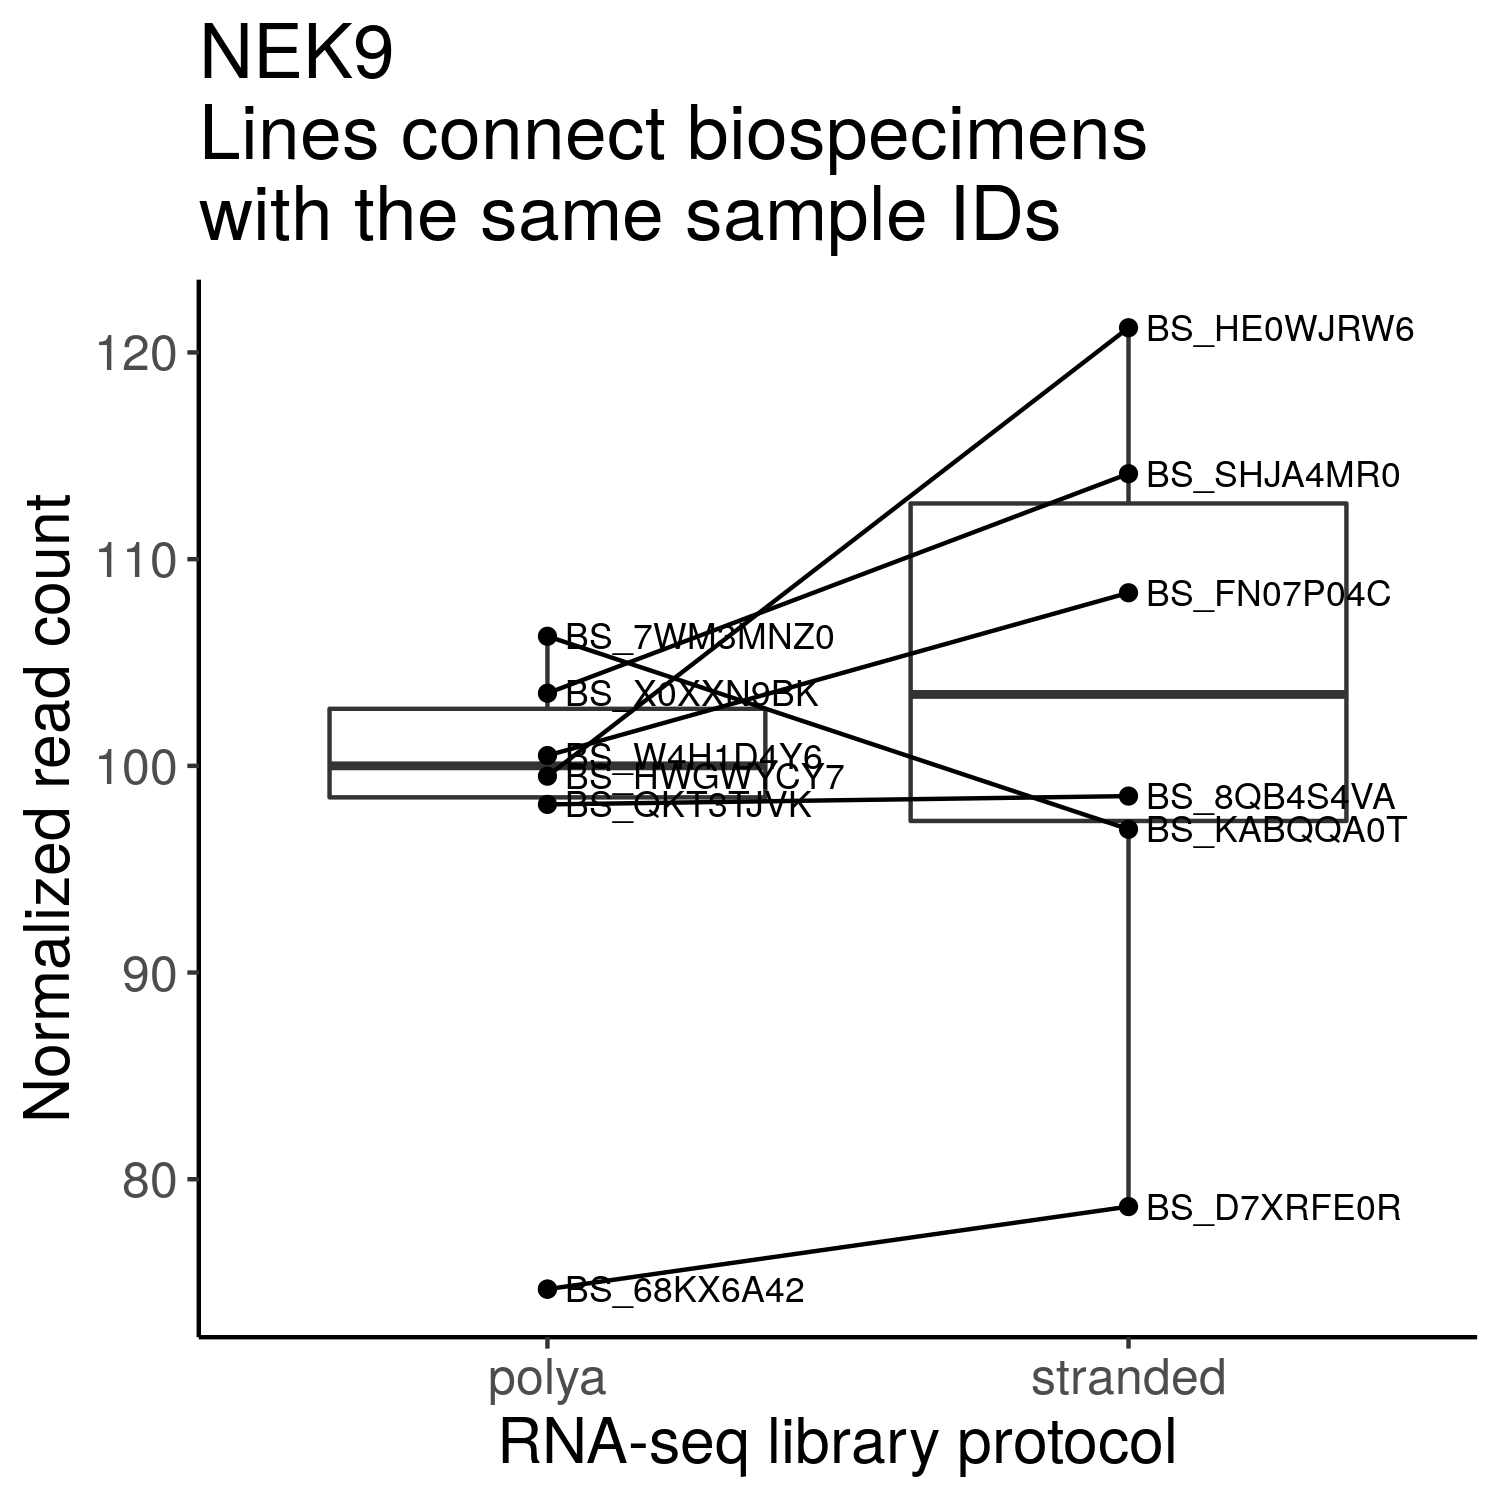 NEK9
Lines connect biospecimens
with the same sample IDs
Normalized read count
120
110
100
90
80
BS_HE0WJRW6
BS_SHJA4MR0
BS_FN07P04C
BS_7WM3MNZ0
BS_X0XXN9BK
BS_W4H1D4Y6
BS_HWGWYCY7
BS_QKT3TJVK
BS_8QB4S4VA
BS_KABQQA0T
BS_D7XRFE0R
BS_68KX6A42
polya
stranded
RNA-seq library protocol